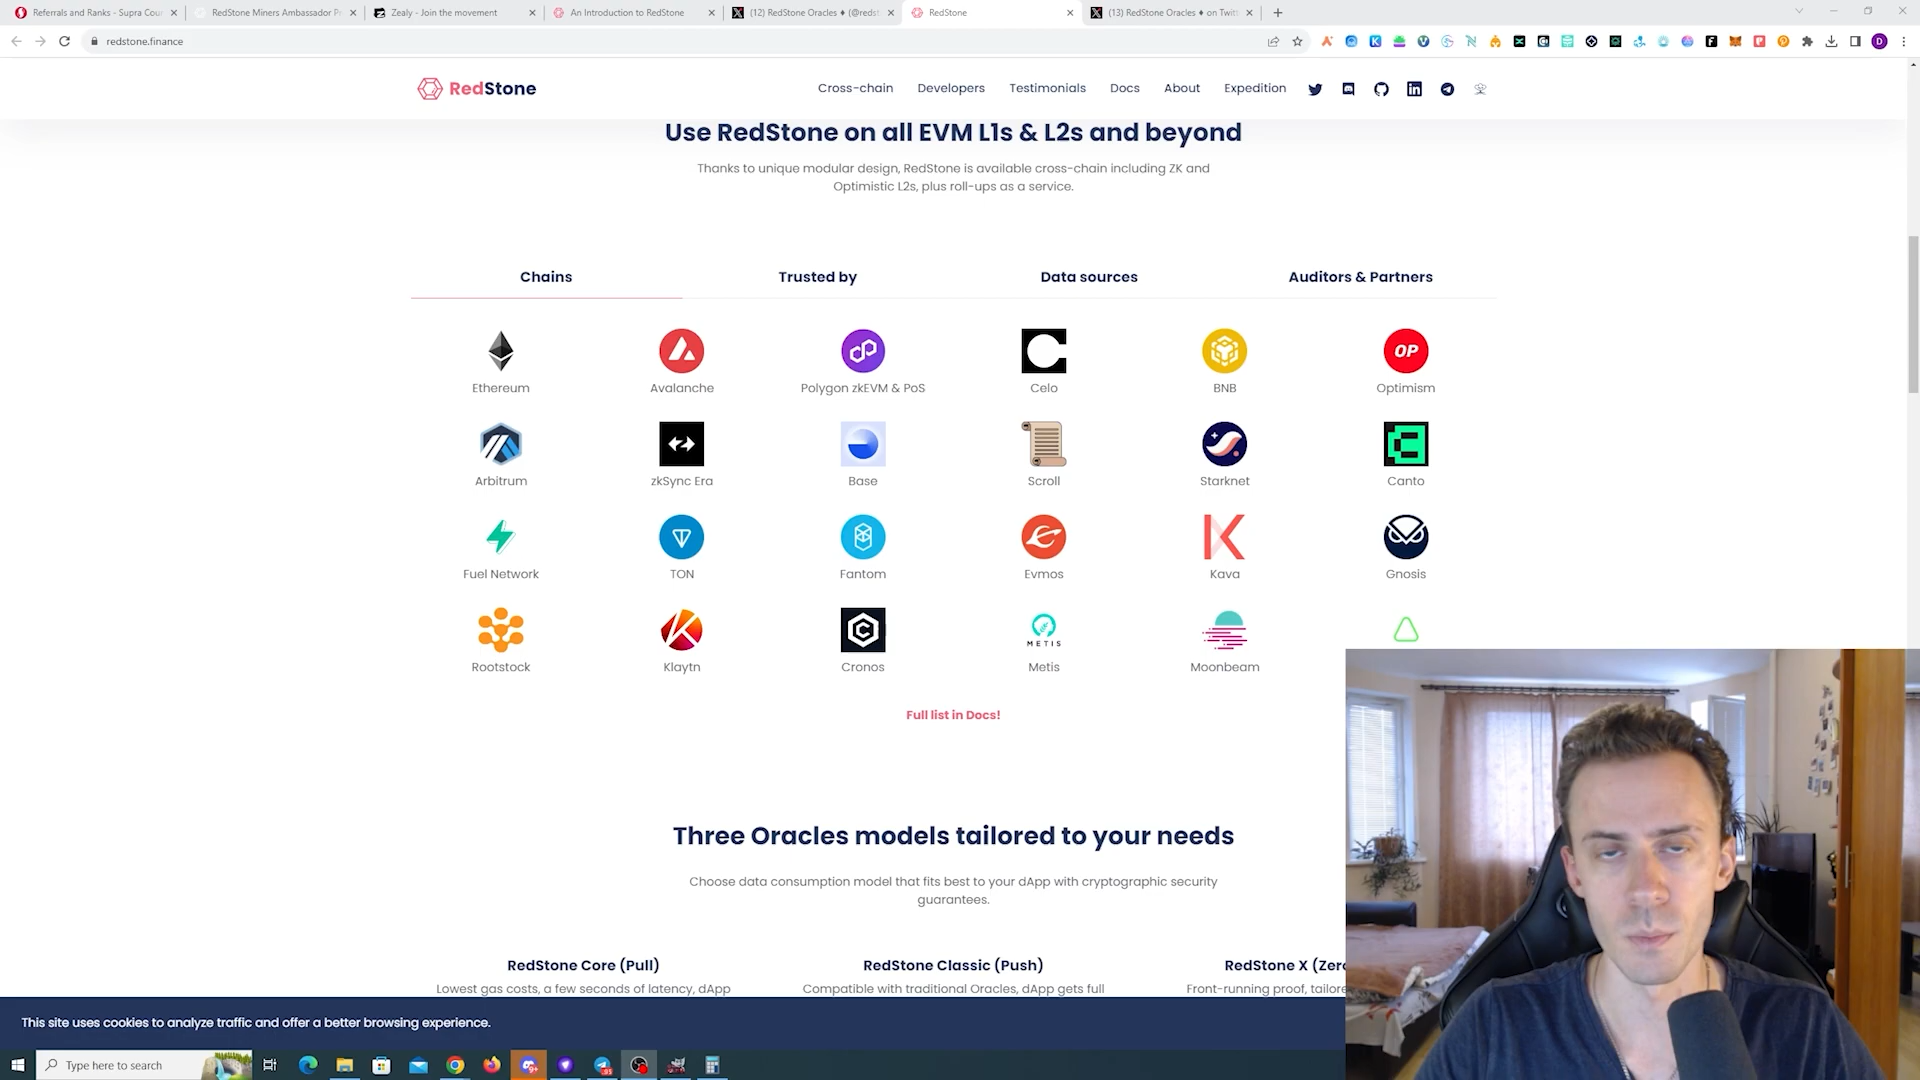 Referrals and Ranks - Supra Coun
RedStone Miners Ambassador Pr
Zealy - Join the movement
An Introduction to RedStone
(12) RedStone Oracles ♦ (@redst
RedStone
(13) RedStone Oracles ♦ on Twitt
redstone.finance
RedStone
Cross-chain
Developers
Testimonials
Docs
About
Expedition
Use RedStone on all EVM L1s & L2s and beyond
Thanks to unique modular design, RedStone is available cross-chain including ZK and
Optimistic L2s, plus roll-ups as a service.
Chains
Trusted by
Data sources
Auditors & Partners
OP
Ethereum
Avalanche
Polygon zkEVM & PoS
Celo
BNB
Optimism
Arbitrum
zkSync Era
Base
Scroll
Starknet
Canto
Fuel Network
TON
Fantom
Evmos
Kava
Gnosis
METIS
Rootstock
Klaytn
Cronos
Metis
Moonbeam
Full list in Docs!
Three Oracles models tailored to your needs
Choose data consumption model that fits best to your dApp with cryptographic security
guarantees.
RedStone Core (Pull)
RedStone Classic (Push)
RedStone X (Zero
Lowest gas costs, a few seconds of latency, dApp
Compatible with traditional Oracles, dApp gets full
Front-running proof, tailore
This site uses cookies to analyze traffic and offer a better browsing experience.
Type here to search